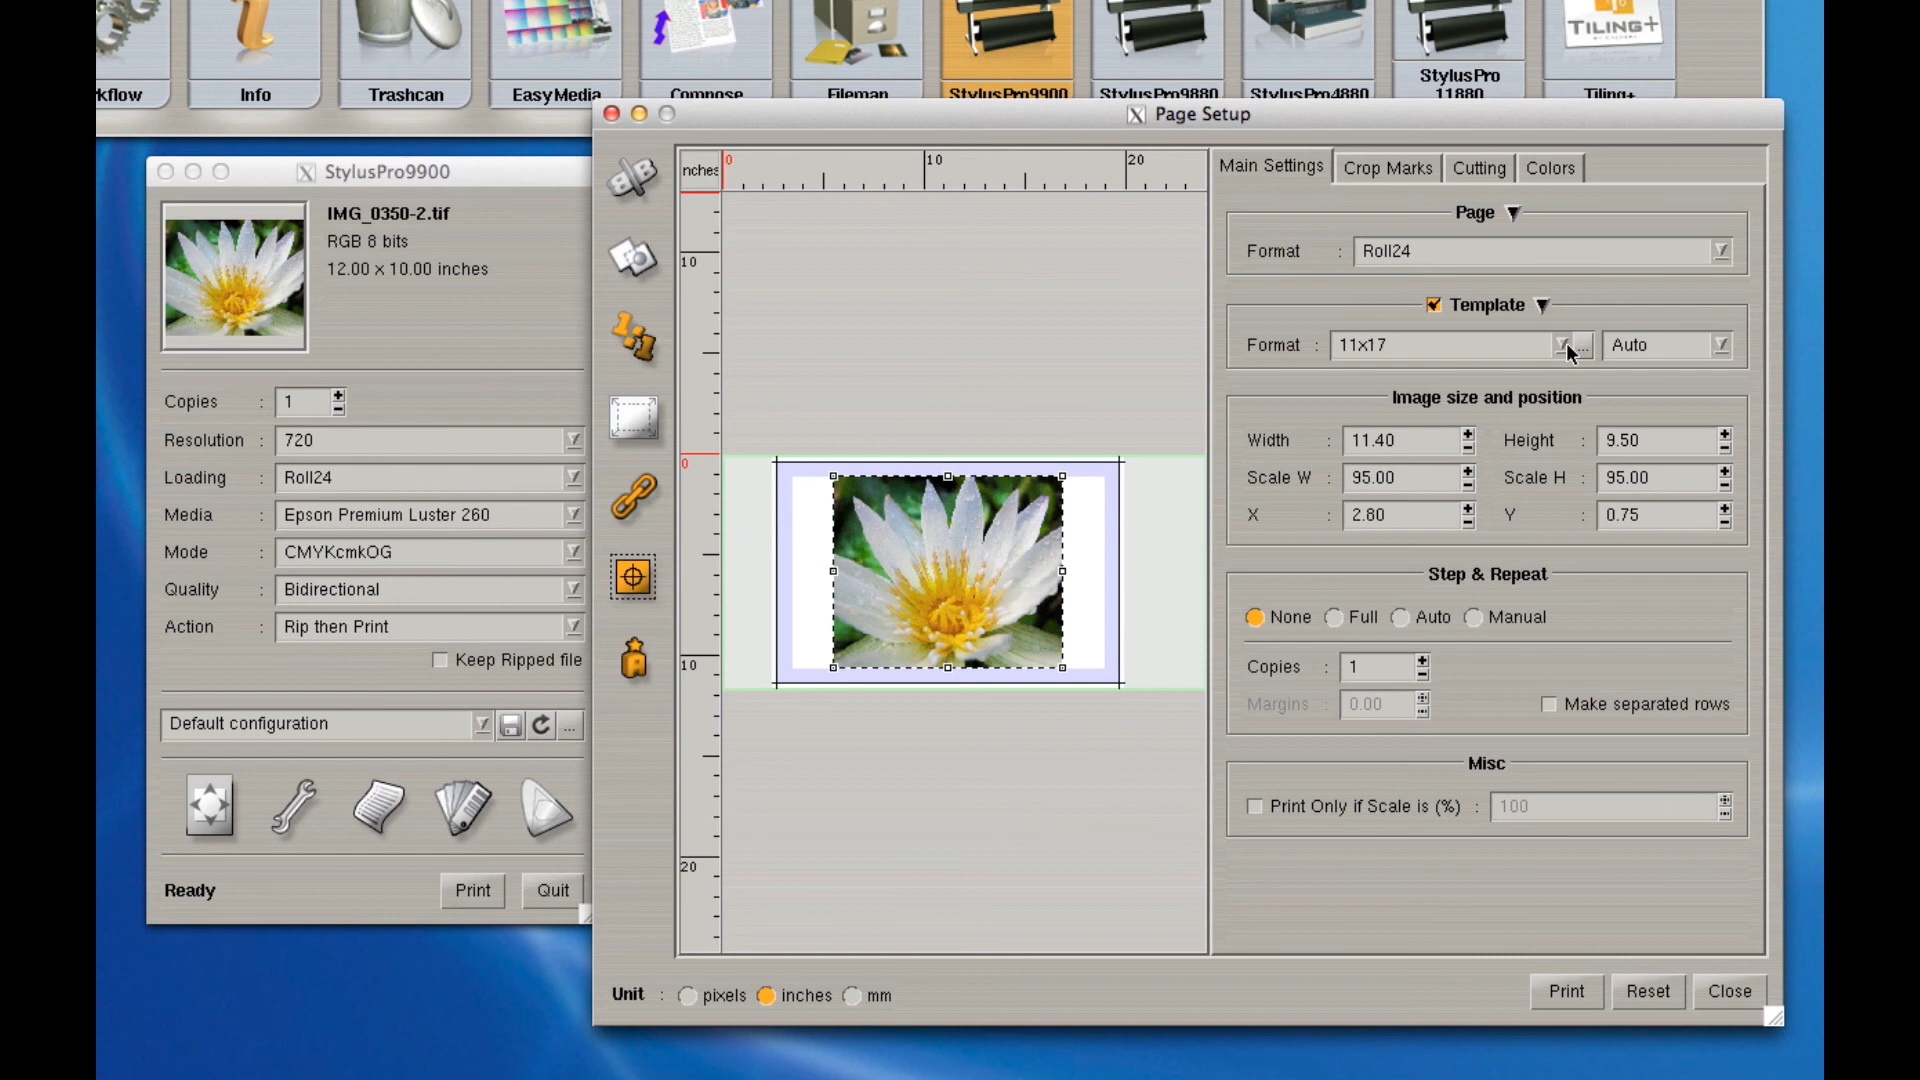 kflow
Info
Trashcan
EasyMedia
Compose
Fileman
StylusPro9900
StylusPro9880
StylusPro4880
StylusPro
11880
TILING+
Tiling+
StylusPro9900
IMG_0350-2.tif
RGB 8 bits
12.00 x 10.00 inches
Copies : 1
Resolution : 720
Loading : Roll24
Media : Epson Premium Luster 260
Mode : CMYKcmkOG
Quality : Bidirectional
Action : Rip then Print
Keep Ripped file
Default configuration
...
Ready
Print
Quit
Page Setup
nches
0 10 20
10
0
10
20
Main Settings Crop Marks Cutting Colors
Page
Format : Roll24
Template
Format : 11x17 ... Auto
Image size and position
Width : 11.40 Height : 9.50
Scale W : 95.00 Scale H : 95.00
X : 2.80 Y : 0.75
Step & Repeat
None Full Auto Manual
Copies : 1
Margins : 0.00 Make separated rows
Misc
Print Only if Scale is (%) : 100
Unit : pixels inches mm
Print Reset Close